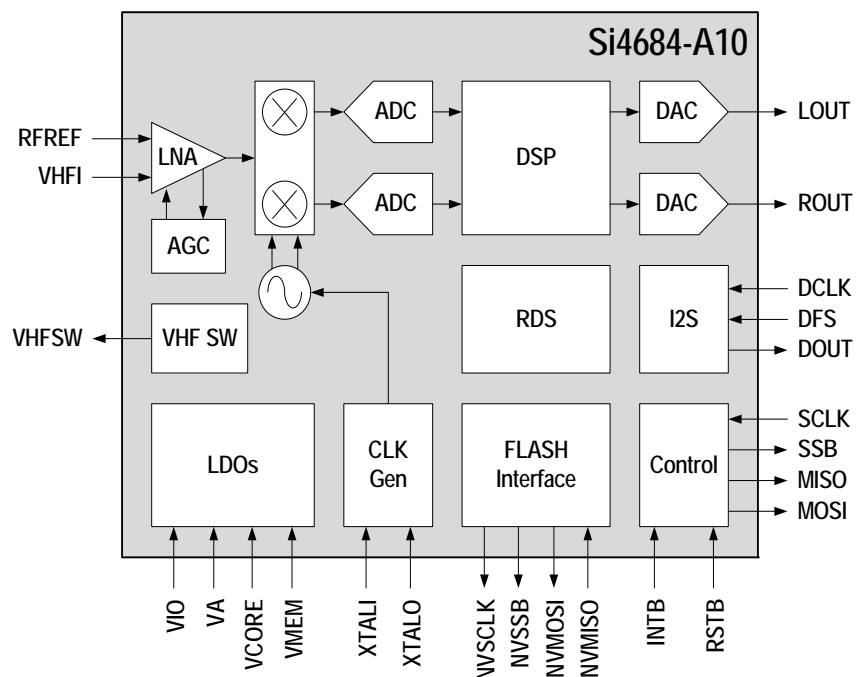 Si4684-A10
RFREF
VHFI
LNA
AGC
ADC
ADC
DSP
DAC
DAC
LOUT
ROUT
VHFSW
VHF SW
RDS
I2S
DCLK
DFS
DOUT
LDOs
CLK
Gen
FLASH
Interface
Control
SCLK
SSB
MISO
MOSI
VIO
VA
VCORE
VMEM
XTALI
XTALO
NVSCLK
NVSSB
NVMOSI
NVMISO
INTB
RSTB